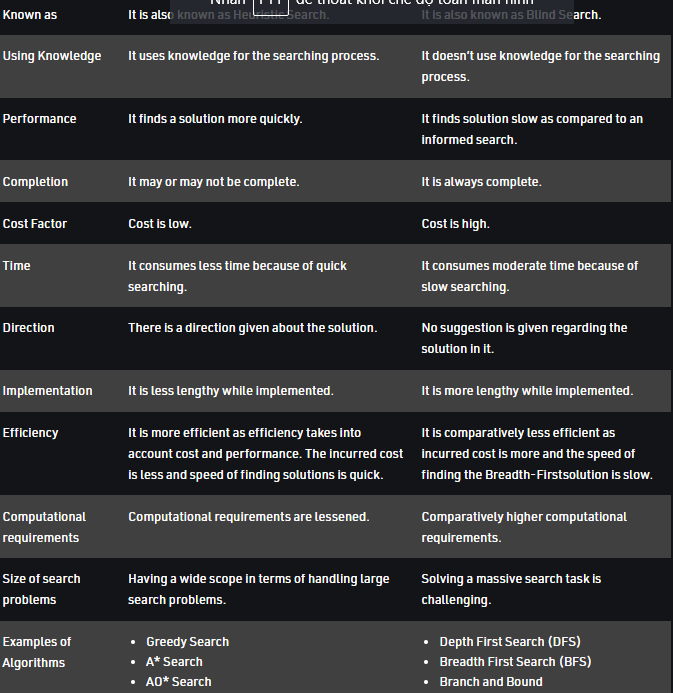 Nhấn F11 để thoát khỏi chế độ toàn màn hình
Known as It is also known as Heuristic Search. It is also known as Blind Search.
Using Knowledge It uses knowledge for the searching process. It doesn’t use knowledge for the searching
process.
Performance It finds a solution more quickly. It finds solution slow as compared to an
informed search.
Completion It may or may not be complete. It is always complete.
Cost Factor Cost is low. Cost is high.
Time It consumes less time because of quick It consumes moderate time because of
searching. slow searching.
Direction There is a direction given about the solution. No suggestion is given regarding the
solution in it.
Implementation It is less lengthy while implemented. It is more lengthy while implemented.
Efficiency It is more efficient as efficiency takes into It is comparatively less efficient as
account cost and performance. The incurred cost incurred cost is more and the speed of
is less and speed of finding solutions is quick. finding the Breadth-Firstsolution is slow.
Computational Computational requirements are lessened. Comparatively higher computational
requirements requirements.
Size of search Having a wide scope in terms of handling large Solving a massive search task is
problems search problems. challenging.
Examples of • Greedy Search • Depth First Search (DFS)
Algorithms • A* Search • Breadth First Search (BFS)
• AO* Search • Branch and Bound